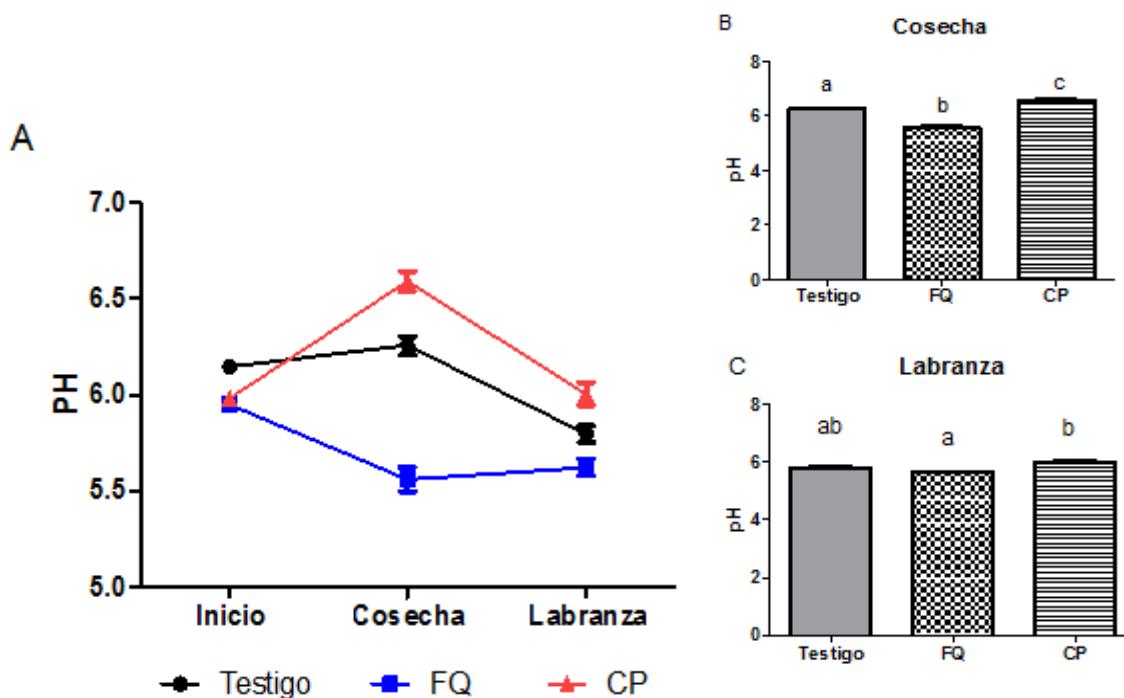 A
7.0
6.5
6.0
5.5
5.0
PH
Inicio Cosecha Labranza
Testigo FQ CP
B
Cosecha
8
6
4
2
0
pH
a b c
Testigo FQ CP
C
Labranza
8
6
4
2
0
pH
ab a b
Testigo FQ CP